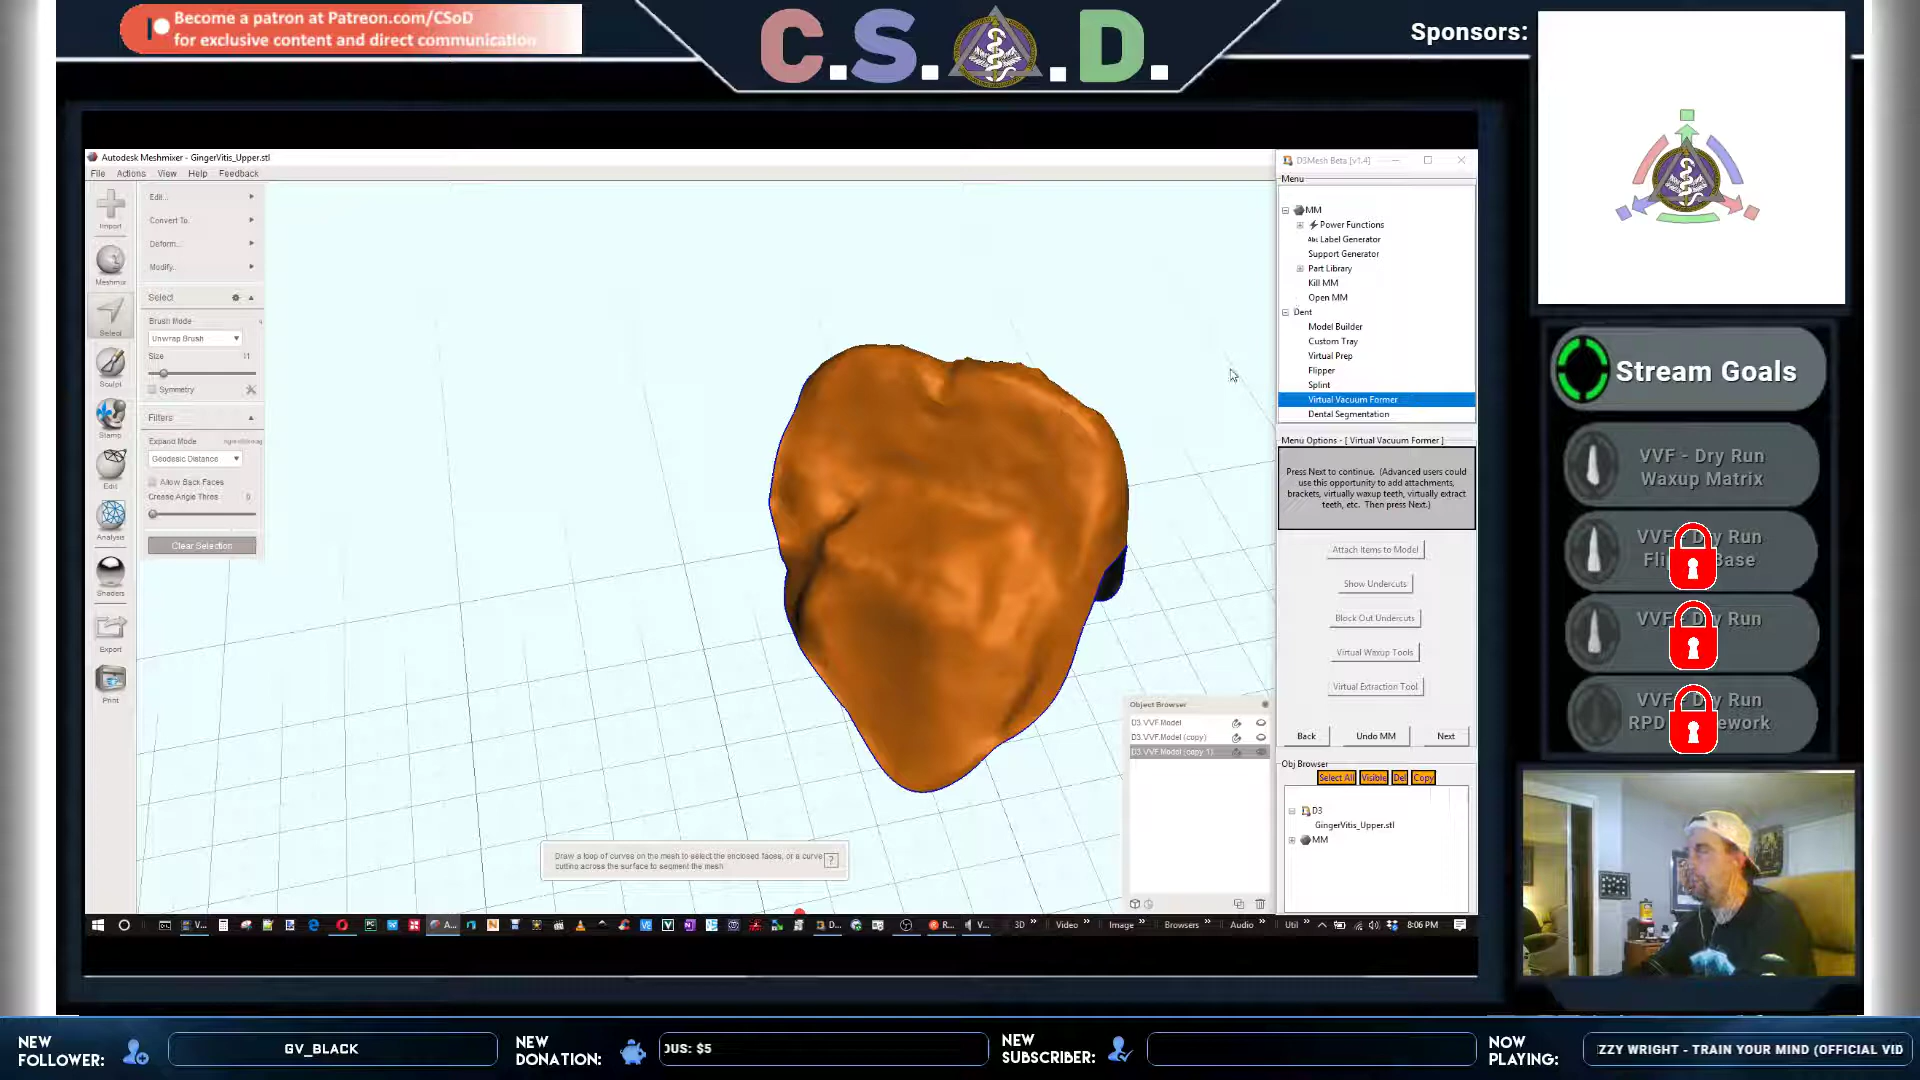 Become a patron at Patreon.com/CSoD
for exclusive content and direct communication
C.S.O.D.
Sponsors:
Autodesk Meshmixer - GingerVitis_Upper.stl
File Actions View Help Feedback
Import
Meshmix
Select
Sculpt
Stamp
Edit
Analysis
Shaders
Export
Print
Edit...
Convert To.
Deform...
Modify..
Select
Brush Mode
Unwrap Brush
Size 11
Symmetry
Filters
Expand Mode
Geodesic Distance
Allow Back Faces
Crease Angle Thres 0
Clear Selection
Draw a loop of curves on the mesh to select the enclosed faces, or a curve
cutting across the surface to segment the mesh
?
Object Browser
D3.VVF.Model
D3.VVF.Model (copy)
D3.VVF.Model (copy 1)
D3Mesh Beta [v1.4]
Menu
MM
Power Functions
Abc Label Generator
Support Generator
Part Library
Kill MM
Open MM
Dent
Model Builder
Custom Tray
Virtual Prep
Flipper
Splint
Virtual Vacuum Former
Dental Segmentation
Menu Options - [ Virtual Vacuum Former ]
Press Next to continue. (Advanced users could
use this opportunity to add attachments,
brackets, virtually waxup teeth, virtually extract
teeth, etc. Then press Next.)
Attach Items to Model
Show Undercuts
Block Out Undercuts
Virtual Waxup Tools
Virtual Extraction Tool
Back Undo MM Next
Obj Browser
Select All Visible Del Copy
D3
GingerVitis_Upper.stl
MM
V... A... D... R... V... 3D Video Image Browsers Audio Util 8:06 PM
Stream Goals
VVF - Dry Run
Waxup Matrix
VVF - Dry Run
Base
VVF - Dry Run
VVF - Dry Run
RPD
NEW
FOLLOWER:
GV_BLACK
NEW
DONATION:
OUS: $5
NEW
SUBSCRIBER:
NOW
PLAYING:
IZZY WRIGHT - TRAIN YOUR MIND (OFFICIAL VID